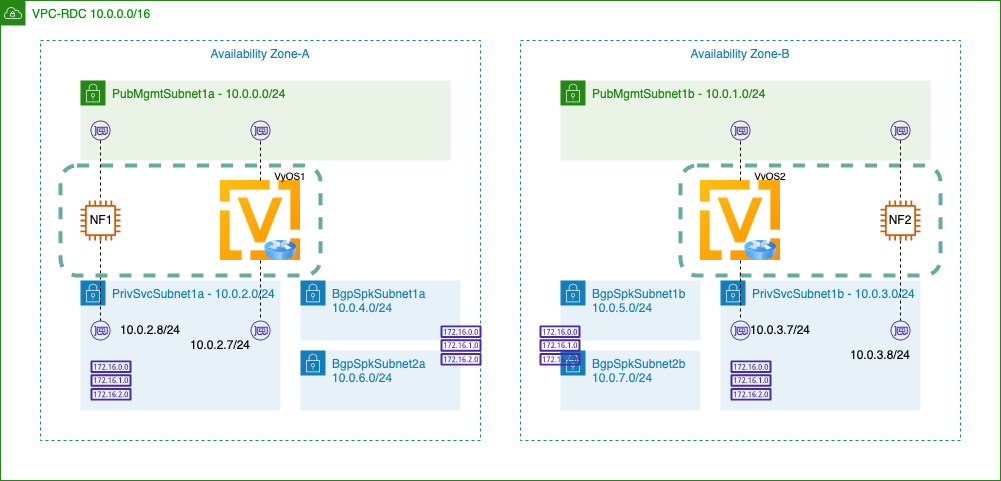 VPC-RDC 10.0.0.0/16
Availability Zone-A
PubMgmtSubnet1a - 10.0.0.0/24
VyOS1
NF1
PrivSvcSubnet1a - 10.0.2.0/24
10.0.2.8/24
10.0.2.7/24
172.16.0.0
172.16.1.0
172.16.2.0
BgpSpkSubnet1a
10.0.4.0/24
BgpSpkSubnet2a
10.0.6.0/24
172.16.0.0
172.16.1.0
172.16.2.0
Availability Zone-B
PubMgmtSubnet1b - 10.0.1.0/24
VyOS2
NF2
BgpSpkSubnet1b
10.0.5.0/24
172.16.0.0
172.16.1.0
BgpSpkSubnet2b
10.0.7.0/24
PrivSvcSubnet1b - 10.0.3.0/24
10.0.3.7/24
10.0.3.8/24
172.16.0.0
172.16.1.0
172.16.2.0